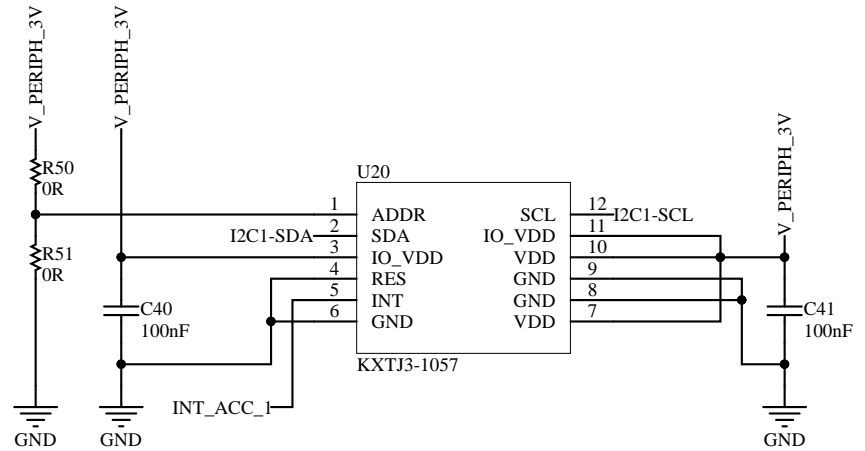 V_PERIPH_3V
V_PERIPH_3V
V_PERIPH_3V
R50
0R
R51
0R
C40
100nF
GND
GND
I2C1-SDA
INT_ACC_1
U20
1 ADDR
2 SDA
3 IO_VDD
4 RES
5 INT
6 GND
SCL 12
IO_VDD 11
VDD 10
GND 9
GND 8
VDD 7
KXTJ3-1057
I2C1-SCL
C41
100nF
GND